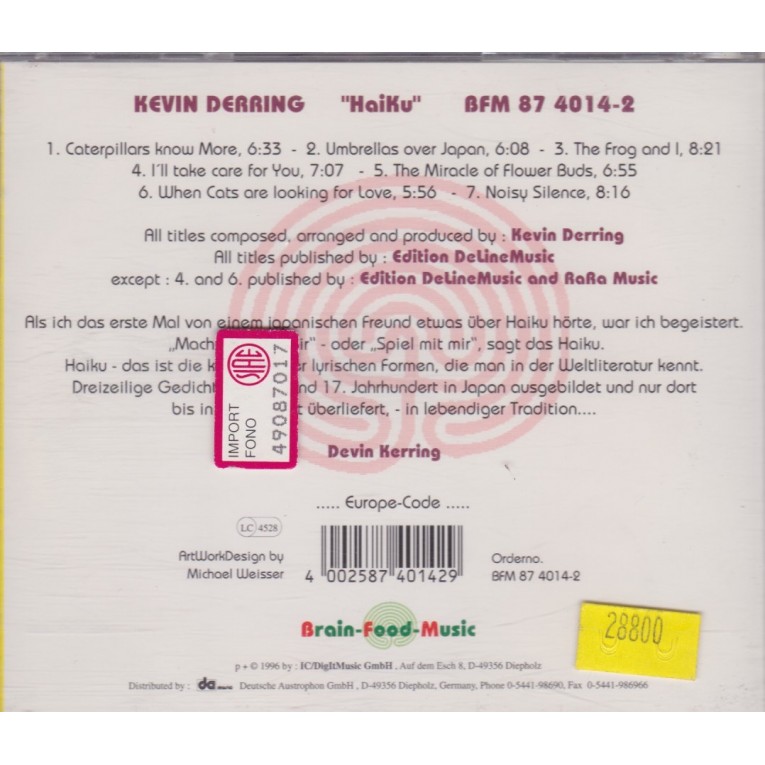 KEVIN DERRING "HaiKu" BFM 87 4014-2
1. Caterpillars know More, 6:33 - 2. Umbrellas over Japan, 6:08 - 3. The Frog and I, 8:21
4. I´ll take care for You, 7:07 - 5. The Miracle of Flower Buds, 6:55
6. When Cats are looking for Love, 5:56 - 7. Noisy Silence, 8:16
All titles composed, arranged and produced by : Kevin Derring
All titles published by : Edition DeLineMusic
except : 4. and 6. published by : Edition DeLineMusic and RaRa Music
Als ich das erste Mal von einem japanischen Freund etwas über Haiku hörte, war ich begeistert.
„Mach ir" - oder „Spiel mit mir", sagt das Haiku.
Haiku - das ist die k er lyrischen Formen, die man in der Weltliteratur kennt.
Dreizeilige Gedicht nd 17. Jahrhundert in Japan ausgebildet und nur dort
bis in t überliefert, - in lebendiger Tradition....
SIAE
IMPORT
FONO
49087017
Devin Kerring
..... Europe-Code .....
LC 4528
ArtWorkDesign by
Michael Weisser
4 002587 401429
Orderno.
BFM 87 4014-2
Brain-Food-Music
28800
p + © 1996 by : IC/DigItMusic GmbH , Auf dem Esch 8, D-49356 Diepholz
Distributed by : da music Deutsche Austrophon GmbH , D-49356 Diepholz, Germany, Phone 0-5441-98690, Fax 0-5441-986966